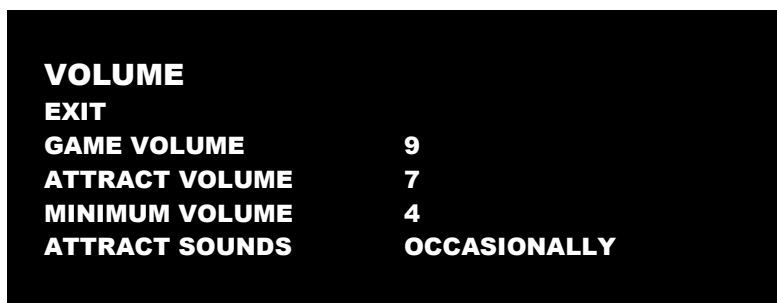 VOLUME
EXIT
GAME VOLUME 9
ATTRACT VOLUME 7
MINIMUM VOLUME 4
ATTRACT SOUNDS OCCASIONALLY